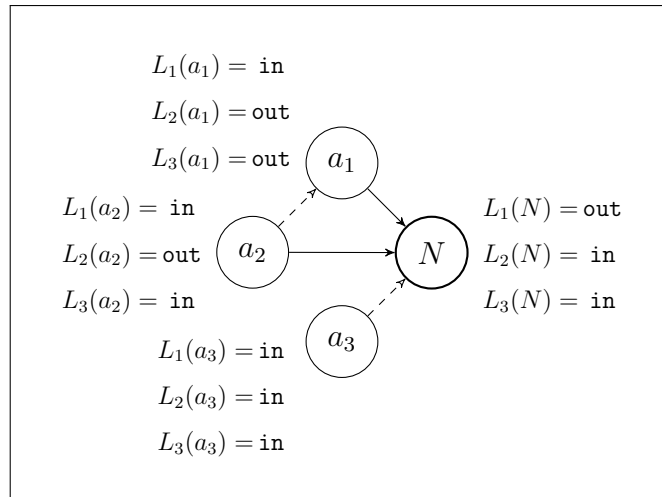 L₁(a₁) = in
L₂(a₁) = out
L₃(a₁) = out
a₁
L₁(a₂) = in
L₂(a₂) = out
L₃(a₂) = in
a₂
N
L₁(N) = out
L₂(N) = in
L₃(N) = in
a₃
L₁(a₃) = in
L₂(a₃) = in
L₃(a₃) = in